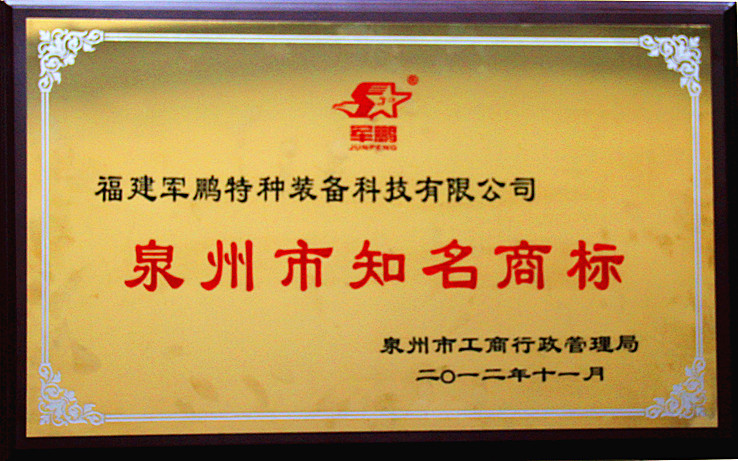 ®
军鹏
JUNPENG
福建军鹏特种装备科技有限公司
泉州市知名商标
泉州市工商行政管理局
二〇一二年十一月